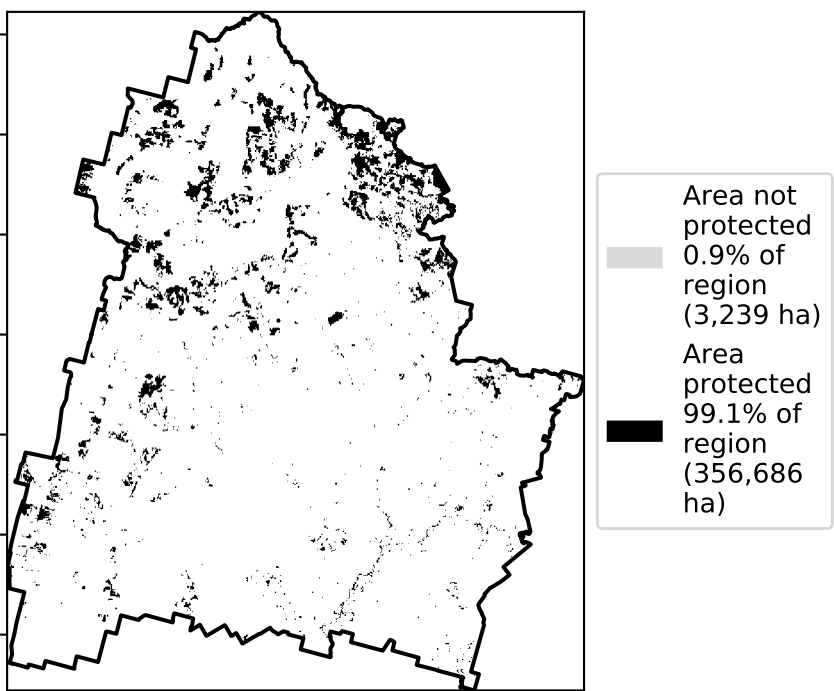 Area not
protected
0.9% of
region
(3,239 ha)
Area
protected
99.1% of
region
(356,686
ha)